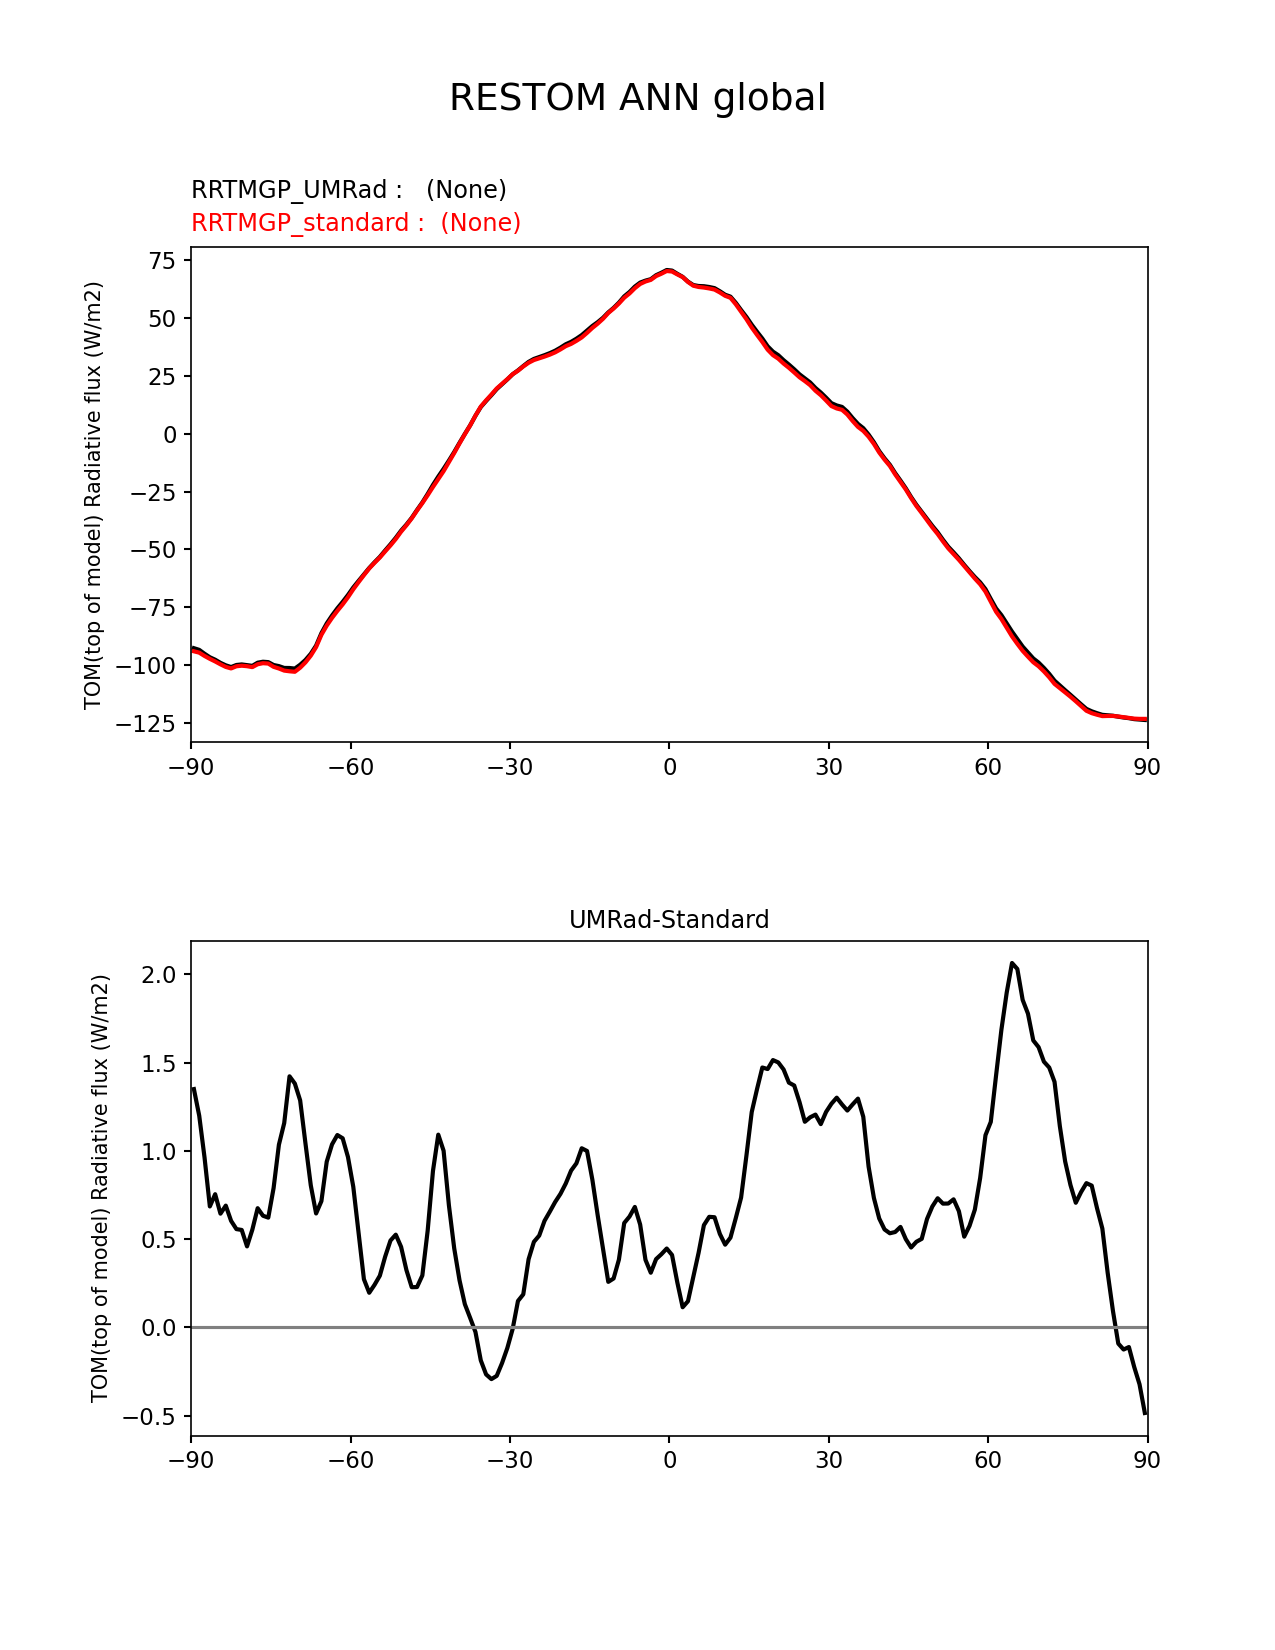 RESTOM ANN global
RRTMGP_UMRad :   (None)
RRTMGP_standard :  (None)
TOM(top of model) Radiative flux (W/m2)
75
50
25
0
−25
−50
−75
−100
−125
−90 −60 −30 0 30 60 90
UMRad-Standard
TOM(top of model) Radiative flux (W/m2)
2.0
1.5
1.0
0.5
0.0
−0.5
−90 −60 −30 0 30 60 90